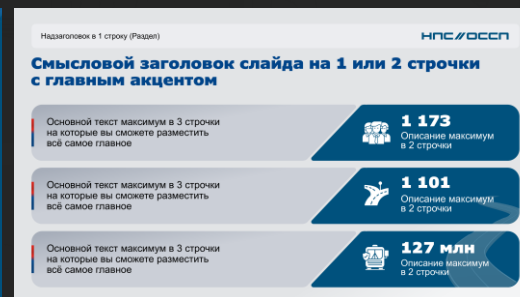 Надзаголовок в 1 строку (Раздел)
НПС//ОССП
Смысловой заголовок слайда на 1 или 2 строчки
с главным акцентом
Основной текст максимум в 3 строчки
на которые вы сможете разместить
всё самое главное
1 173
Описание максимум
в 2 строчки
Основной текст максимум в 3 строчки
на которые вы сможете разместить
всё самое главное
1 101
Описание максимум
в 2 строчки
Основной текст максимум в 3 строчки
на которые вы сможете разместить
всё самое главное
127 млн
Описание максимум
в 2 строчки